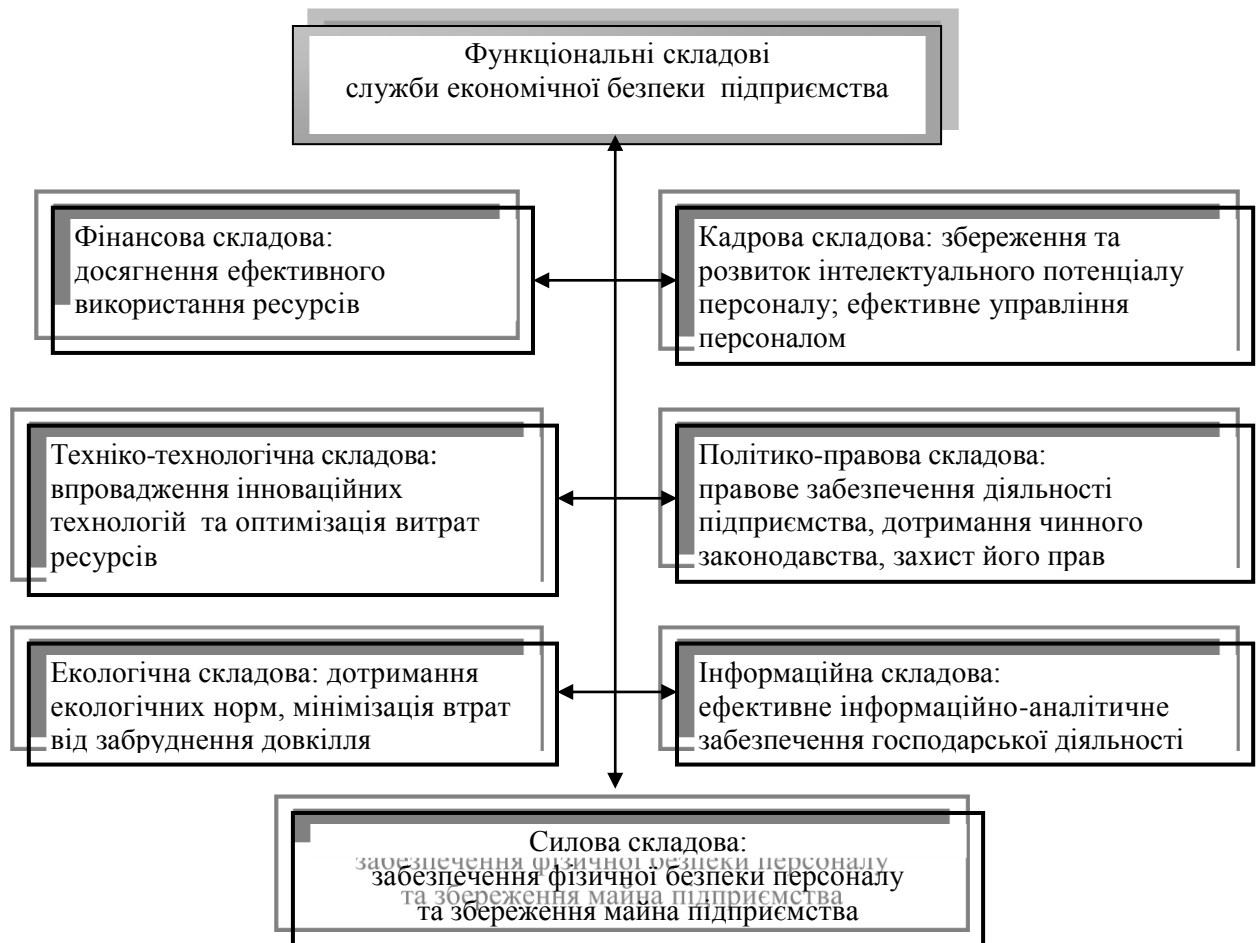 Функціональні складові
служби економічної безпеки підприємства
Фінансова складова:
досягнення ефективного
використання ресурсів
Кадрова складова: збереження та
розвиток інтелектуального потенціалу
персоналу; ефективне управління
персоналом
Техніко-технологічна складова:
впровадження інноваційних
технологій та оптимізація витрат
ресурсів
Політико-правова складова:
правове забезпечення діяльності
підприємства, дотримання чинного
законодавства, захист його прав
Екологічна складова: дотримання
екологічних норм, мінімізація втрат
від забруднення довкілля
Інформаційна складова:
ефективне інформаційно-аналітичне
забезпечення господарської діяльності
Силова складова:
забезпечення фізичної безпеки персоналу
та збереження майна підприємства